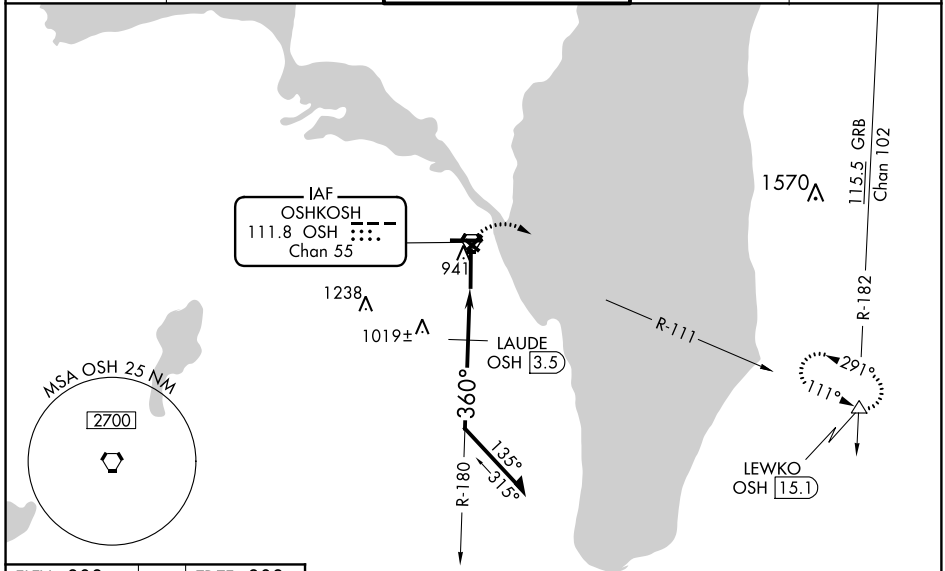 IAF
OSHKOSH
111.8 OSH
Chan 55
1570
115.5 GRB
Chan 102
941
1238
1019±
LAUDE
OSH 3.5
R-111
R-182
291°
111°
MSA OSH 25 NM
2700
360°
135°
315°
R-180
LEWKO
OSH 15.1